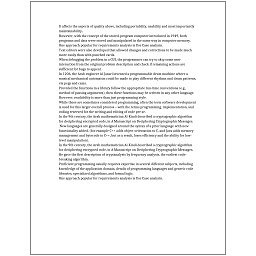 It affects the aspects of quality above, including portability, usability and most importantly
maintainability.
However, with the concept of the stored-program computer introduced in 1949, both
programs and data were stored and manipulated in the same way in computer memory.
One approach popular for requirements analysis is Use Case analysis.
Text editors were also developed that allowed changes and corrections to be made much
more easily than with punched cards.
When debugging the problem in a GUI, the programmer can try to skip some user
interaction from the original problem description and check if remaining actions are
sufficient for bugs to appear.
In 1206, the Arab engineer Al-Jazari invented a programmable drum machine where a
musical mechanical automaton could be made to play different rhythms and drum patterns,
via pegs and cams.
Provided the functions in a library follow the appropriate run-time conventions (e.g.,
method of passing arguments), then these functions may be written in any other language.
However, readability is more than just programming style.
While these are sometimes considered programming, often the term software development
is used for this larger overall process – with the terms programming, implementation, and
coding reserved for the writing and editing of code per se.
In the 9th century, the Arab mathematician Al-Kindi described a cryptographic algorithm
for deciphering encrypted code, in A Manuscript on Deciphering Cryptographic Messages.
New languages are generally designed around the syntax of a prior language with new
functionality added, (for example C++ adds object-orientation to C, and Java adds memory
management and bytecode to C++, but as a result, loses efficiency and the ability for low-
level manipulation).
In the 9th century, the Arab mathematician Al-Kindi described a cryptographic algorithm
for deciphering encrypted code, in A Manuscript on Deciphering Cryptographic Messages.
He gave the first description of cryptanalysis by frequency analysis, the earliest code-
breaking algorithm.
Proficient programming usually requires expertise in several different subjects, including
knowledge of the application domain, details of programming languages and generic code
libraries, specialized algorithms, and formal logic.
One approach popular for requirements analysis is Use Case analysis.